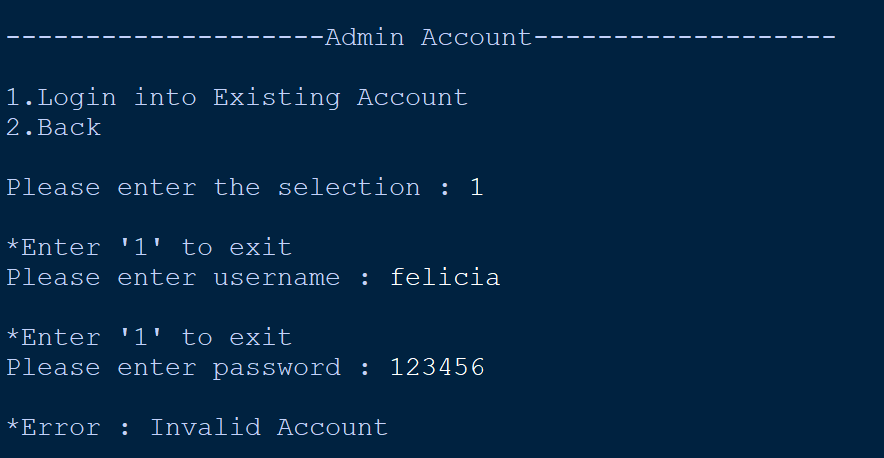 --------------------Admin Account-------------------
1.Login into Existing Account
2.Back
Please enter the selection : 1
*Enter '1' to exit
Please enter username : felicia
*Enter '1' to exit
Please enter password : 123456
*Error : Invalid Account